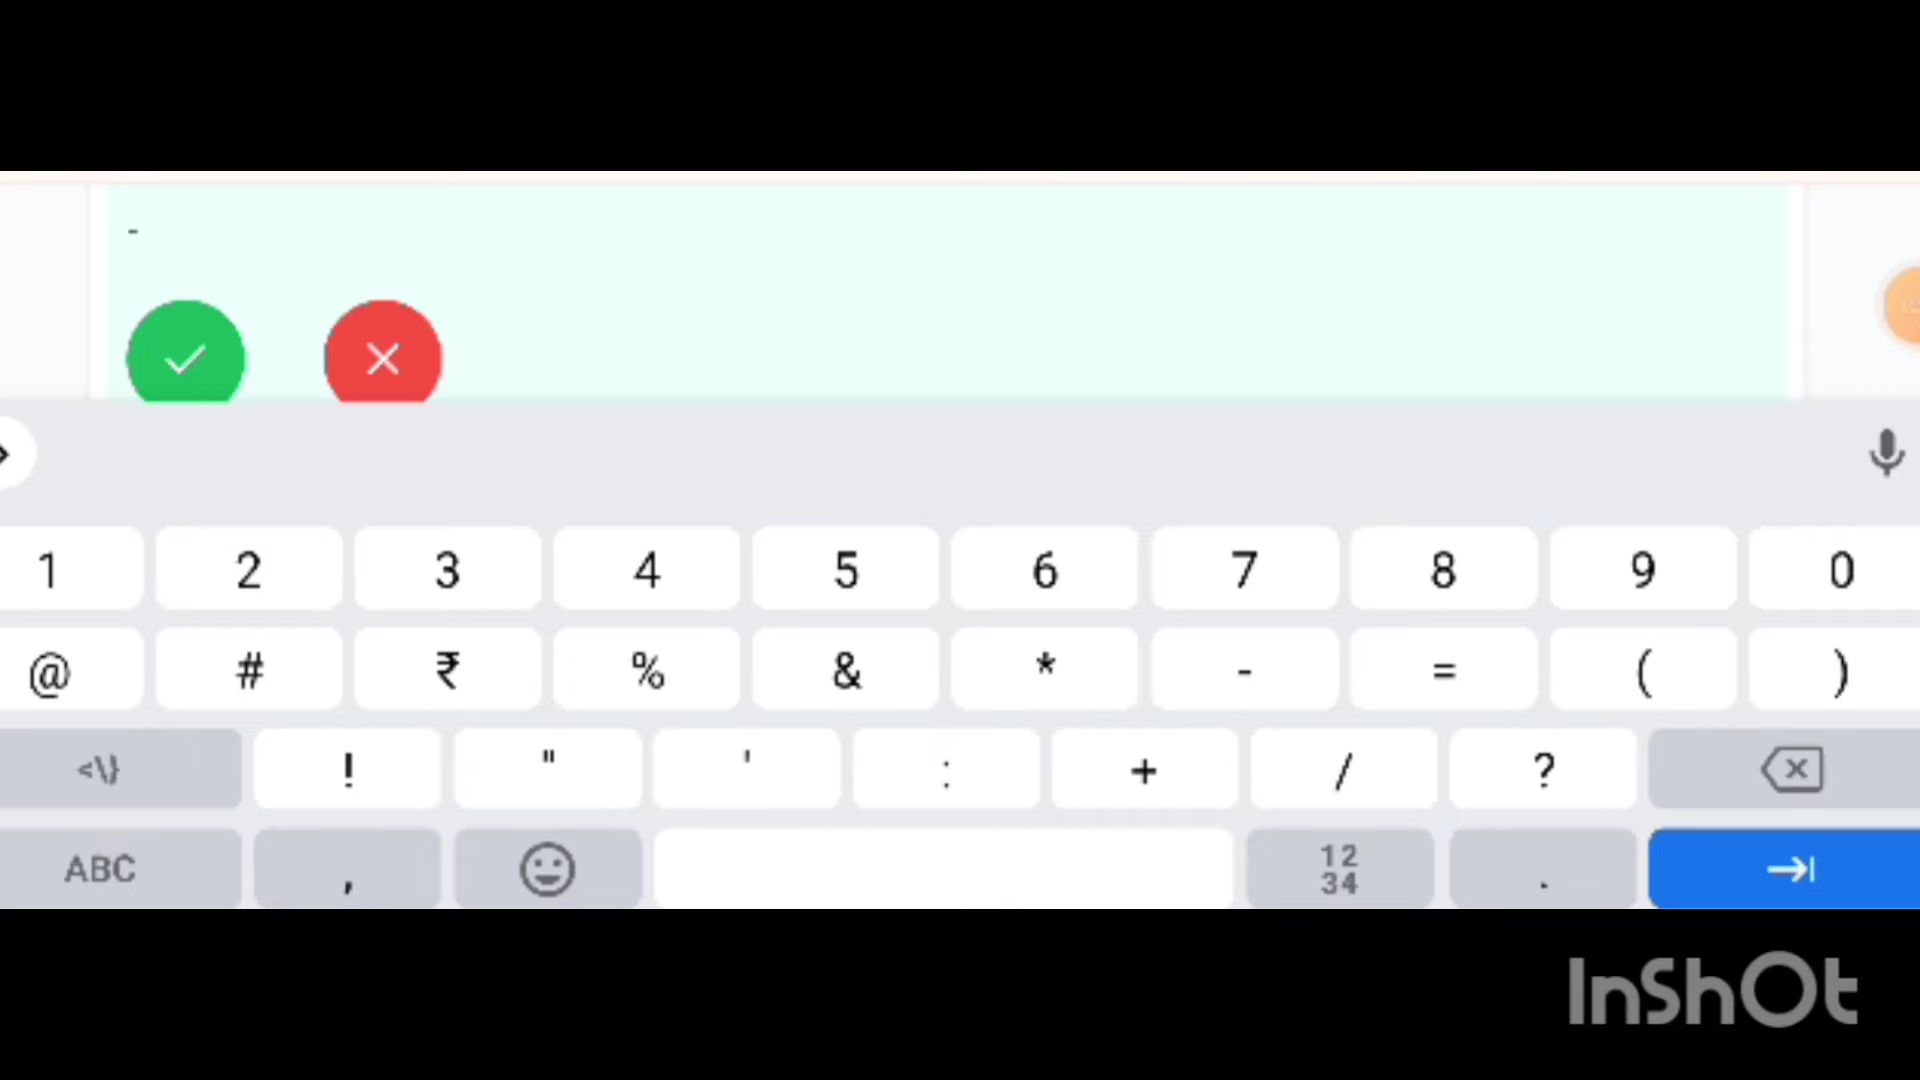 -
1 2 3 4 5 6 7 8 9 0
@ # ₹ % & * - = ( )
<\} ! " ' : + / ?
ABC , 12 34 .
InShOt